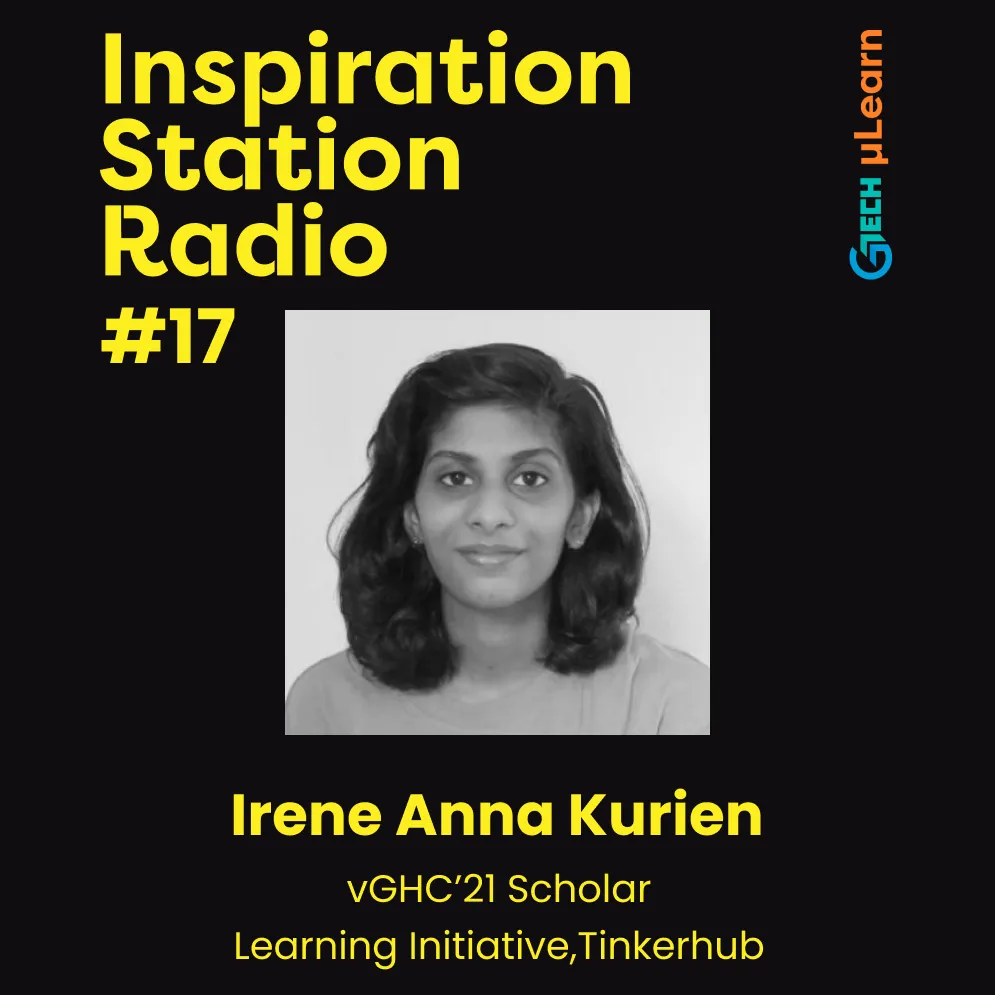 Inspiration
Station
Radio
#17
GTECH µLearn
Irene Anna Kurien
vGHC’21 Scholar
Learning Initiative,Tinkerhub